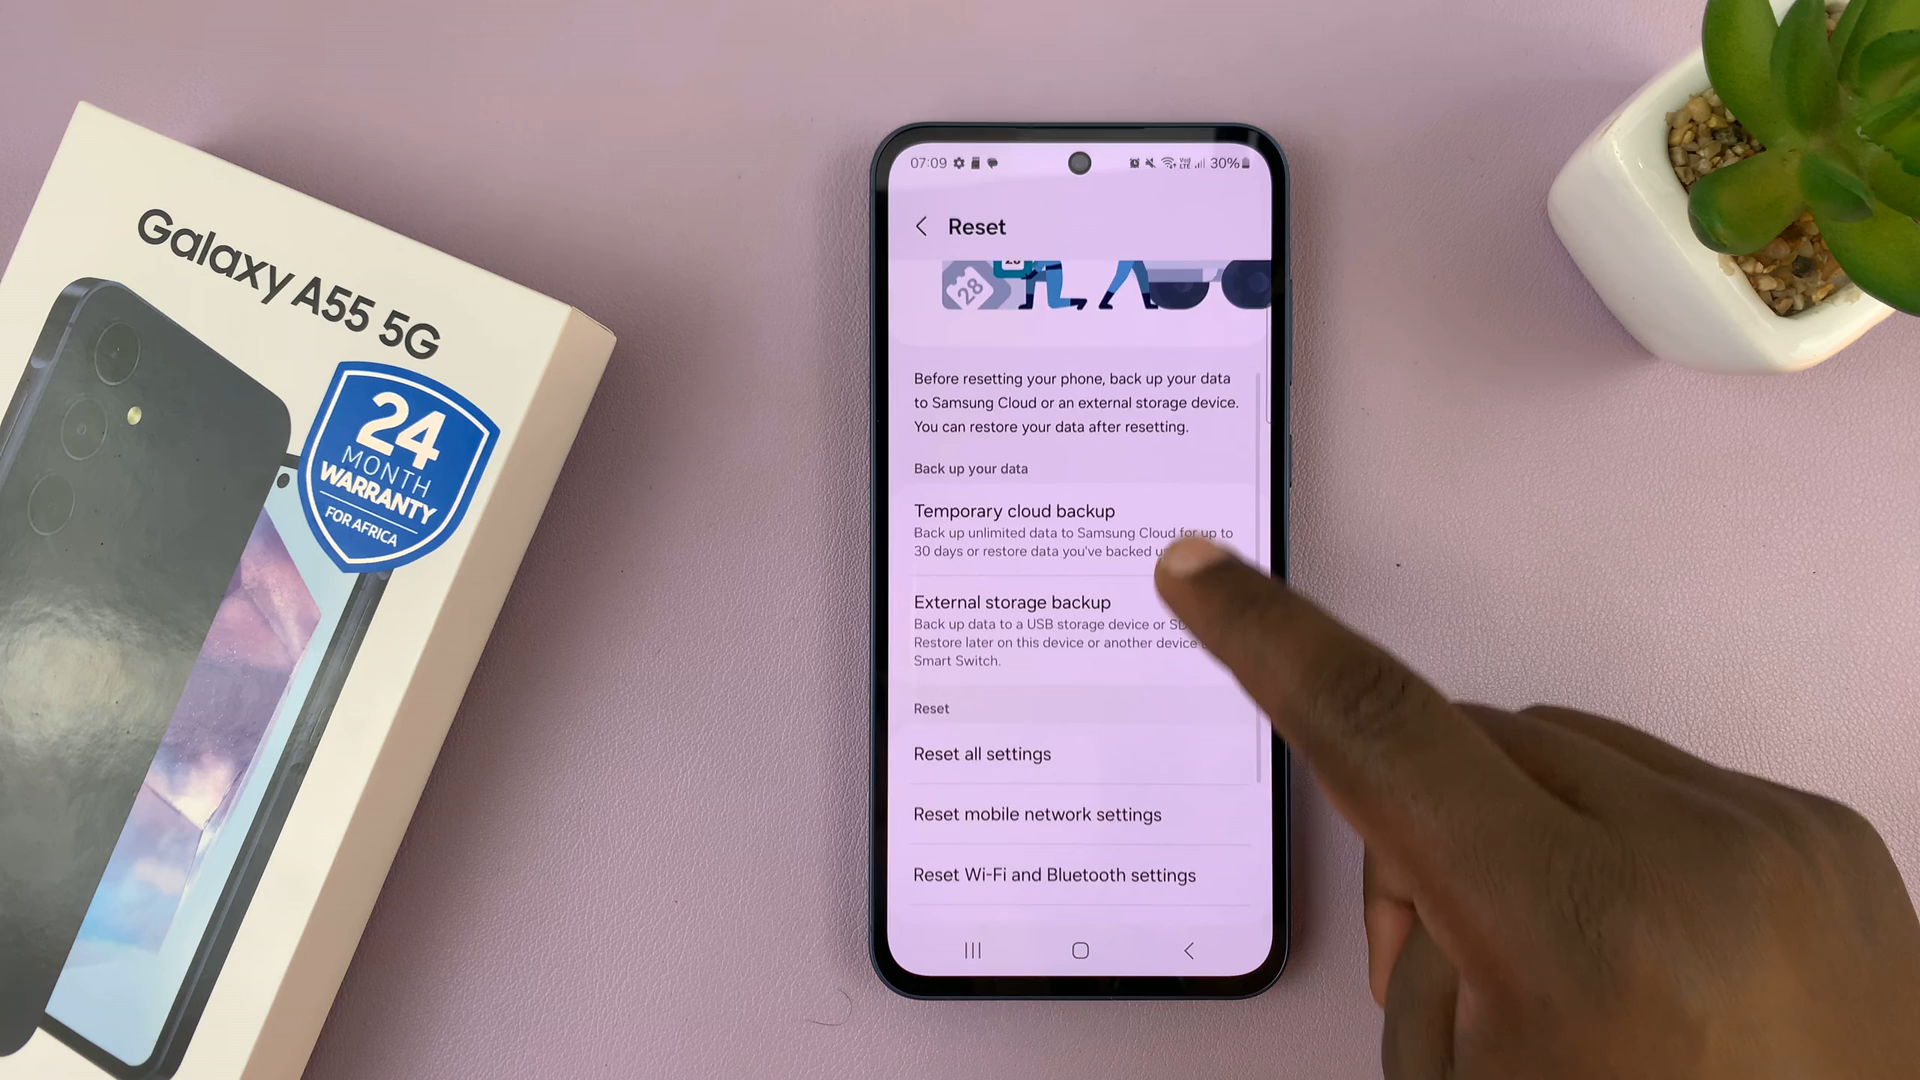 Galaxy A55 5G
24
MONTH
WARRANTY
FOR AFRICA
07:09
30%
Reset
28
Before resetting your phone, back up your data
to Samsung Cloud or an external storage device.
You can restore your data after resetting.
Back up your data
Temporary cloud backup
Back up unlimited data to Samsung Cloud for up to
30 days or restore data you've backed
External storage backup
Back up data to a USB storage device or
Restore later on this device or another device
Smart Switch.
Reset
Reset all settings
Reset mobile network settings
Reset Wi-Fi and Bluetooth settings